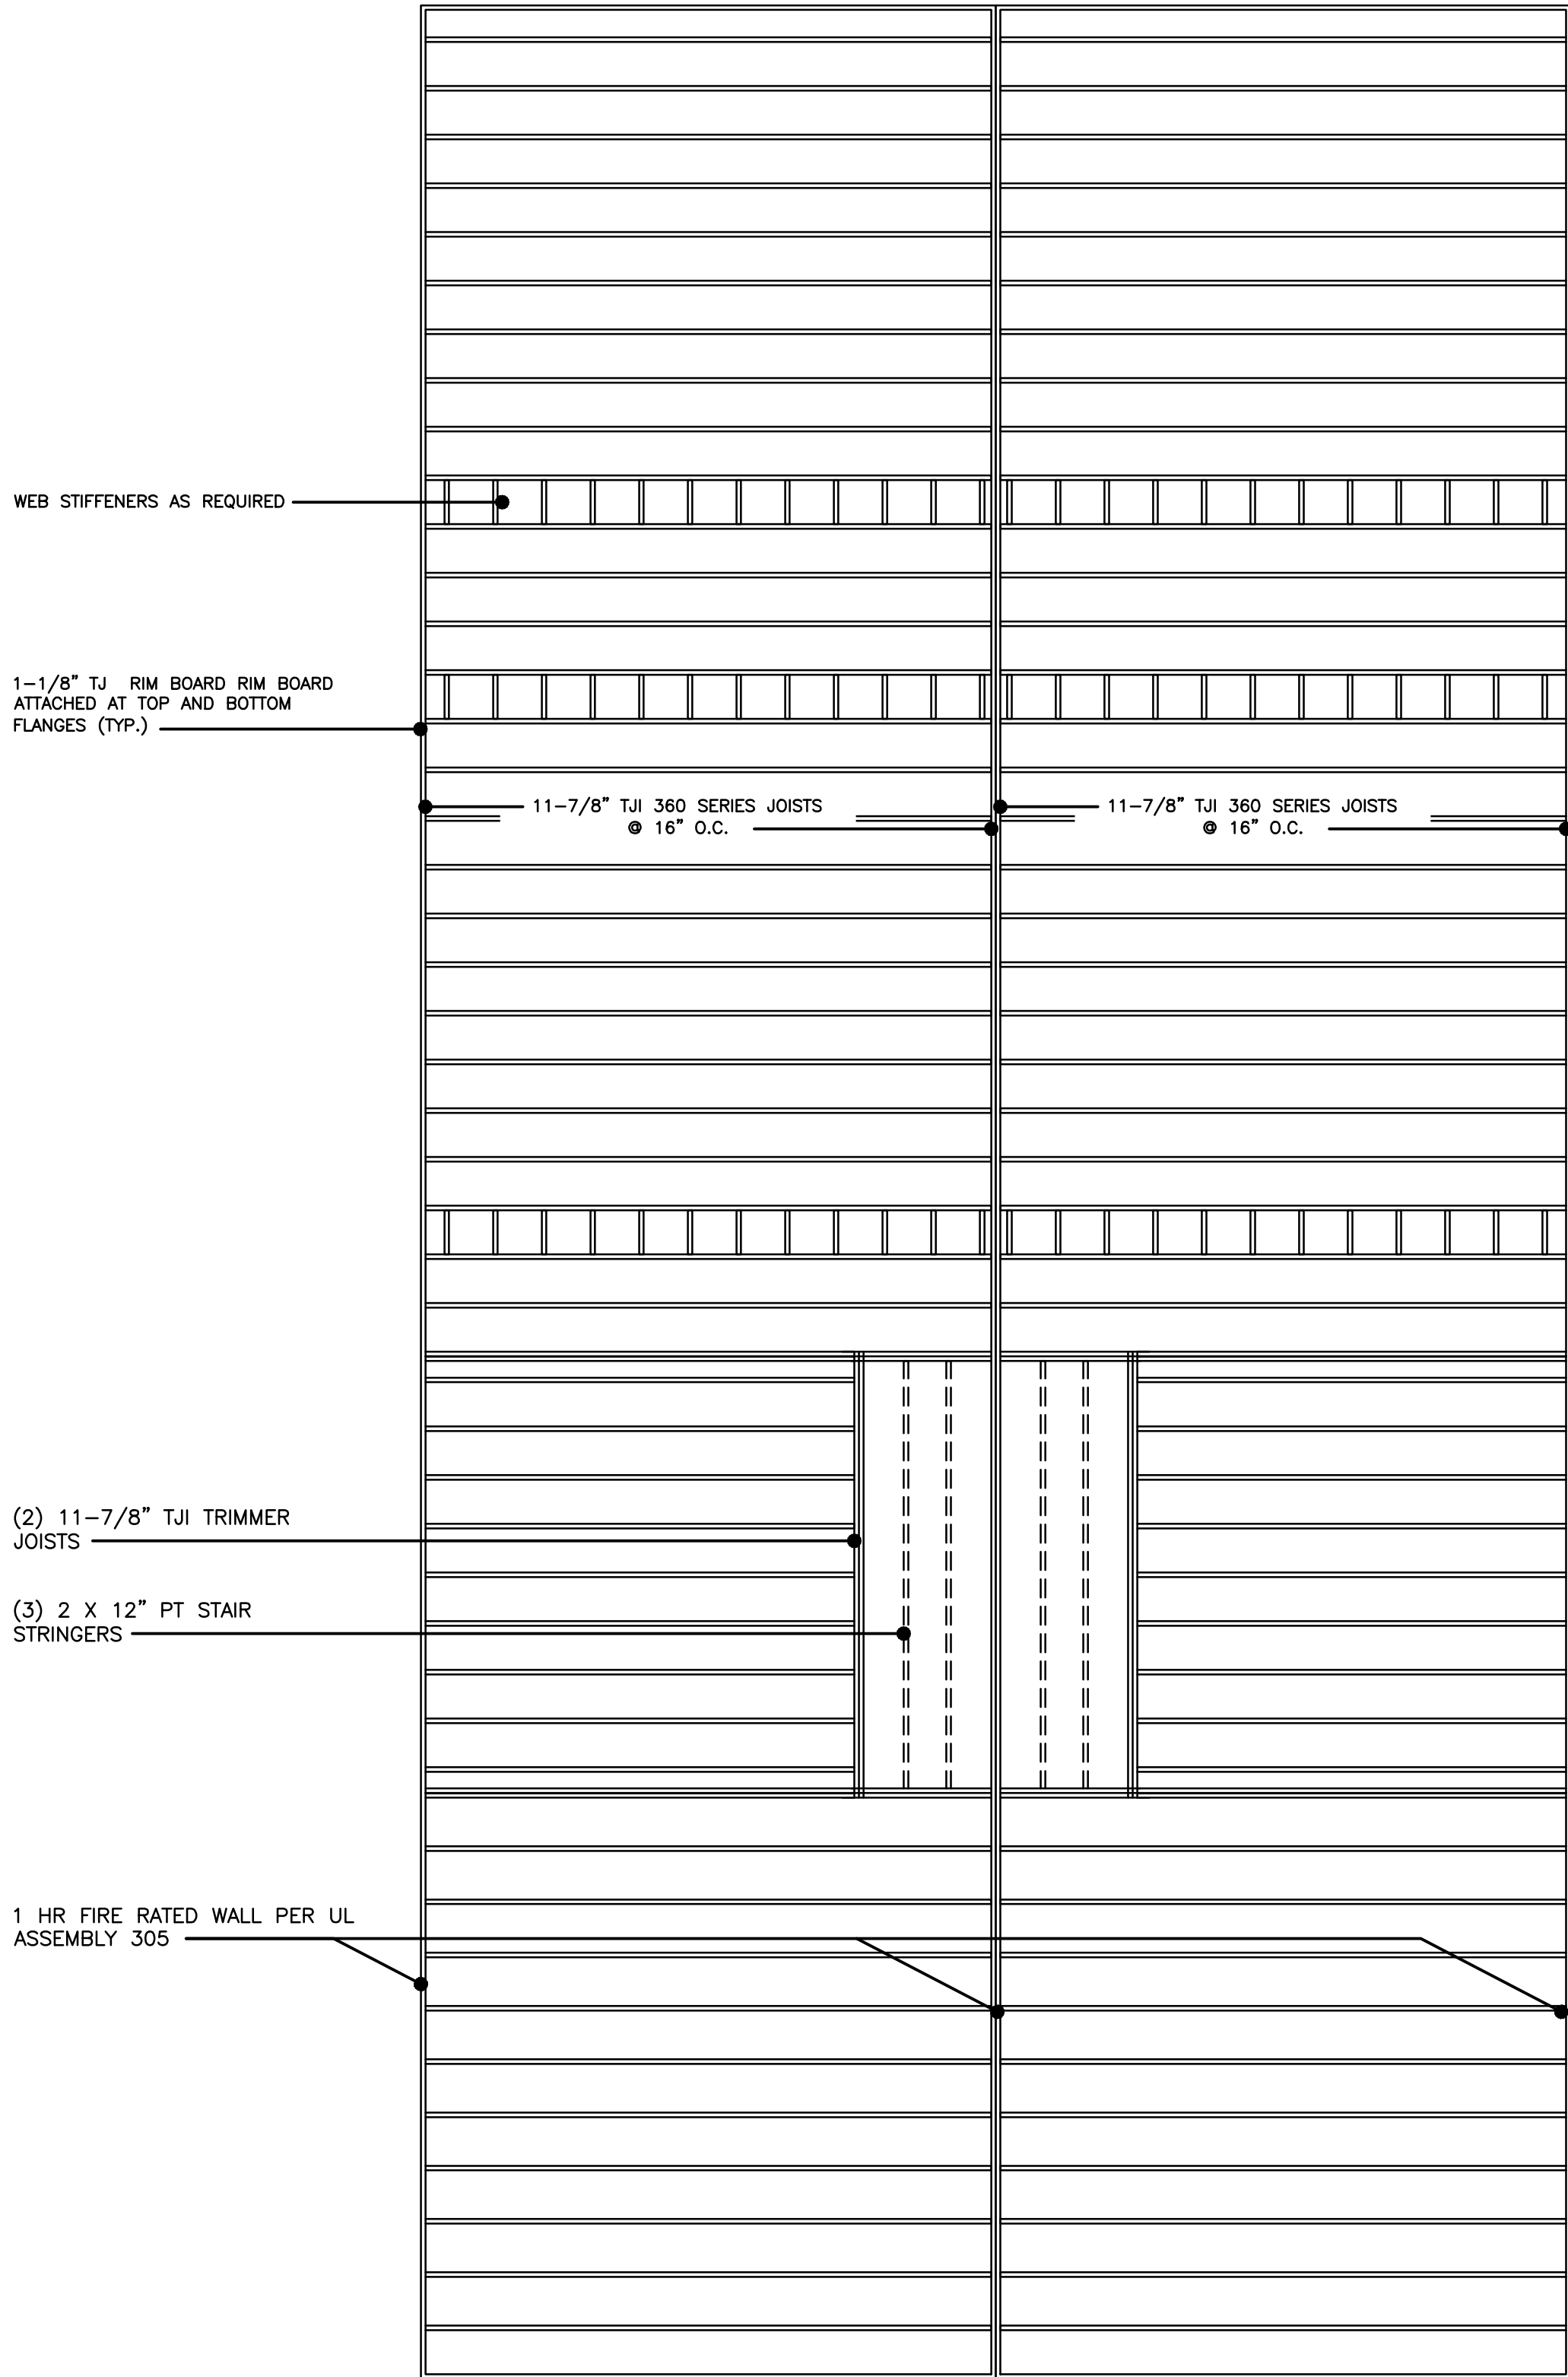 WEB STIFFENERS AS REQUIRED
1-1/8" TJ RIM BOARD RIM BOARD
ATTACHED AT TOP AND BOTTOM
FLANGES (TYP.)
11-7/8" TJI 360 SERIES JOISTS
@ 16" O.C.
11-7/8" TJI 360 SERIES JOISTS
@ 16" O.C.
(2) 11-7/8" TJI TRIMMER
JOISTS
(3) 2 X 12" PT STAIR
STRINGERS
1 HR FIRE RATED WALL PER UL
ASSEMBLY 305